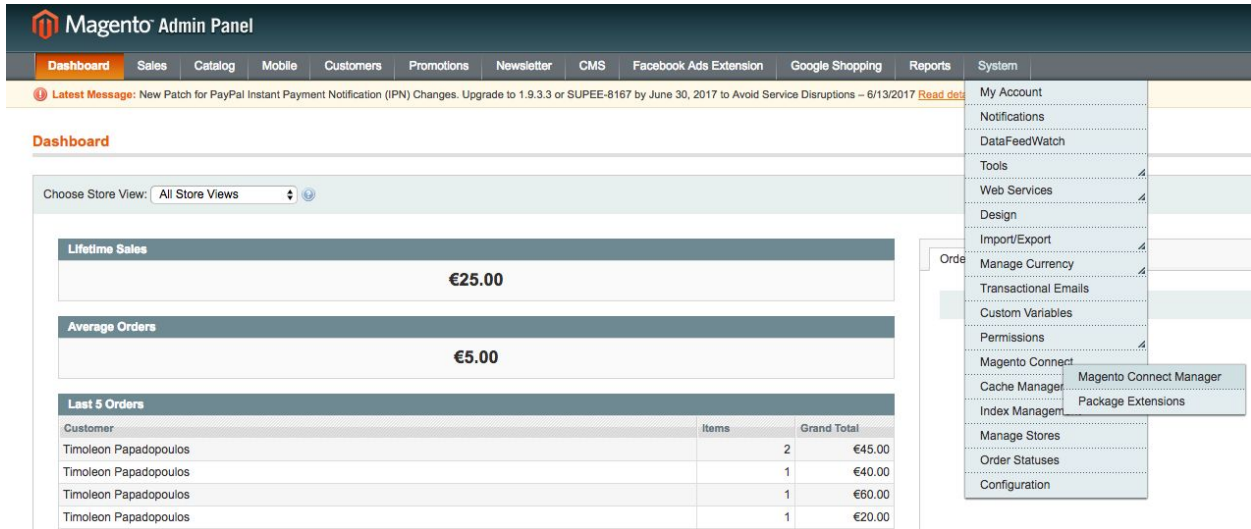 Magento® Admin Panel
Dashboard Sales Catalog Mobile Customers Promotions Newsletter CMS Facebook Ads Extension Google Shopping Reports System
Latest Message: New Patch for PayPal Instant Payment Notification (IPN) Changes. Upgrade to 1.9.3.3 or SUPEE-8167 by June 30, 2017 to Avoid Service Disruptions – 6/13/2017 Read deta
My Account
Notifications
DataFeedWatch
Tools
Web Services
Design
Import/Export
Manage Currency
Transactional Emails
Custom Variables
Permissions
Magento Connect
Cache Manager
Index Managem
Manage Stores
Order Statuses
Configuration
Magento Connect Manager
Package Extensions
Dashboard
Choose Store View: All Store Views
Lifetime Sales
€25.00
Average Orders
€5.00
Last 5 Orders
Customer Items Grand Total
Timoleon Papadopoulos 2 €45.00
Timoleon Papadopoulos 1 €40.00
Timoleon Papadopoulos 1 €60.00
Timoleon Papadopoulos 1 €20.00
Orde